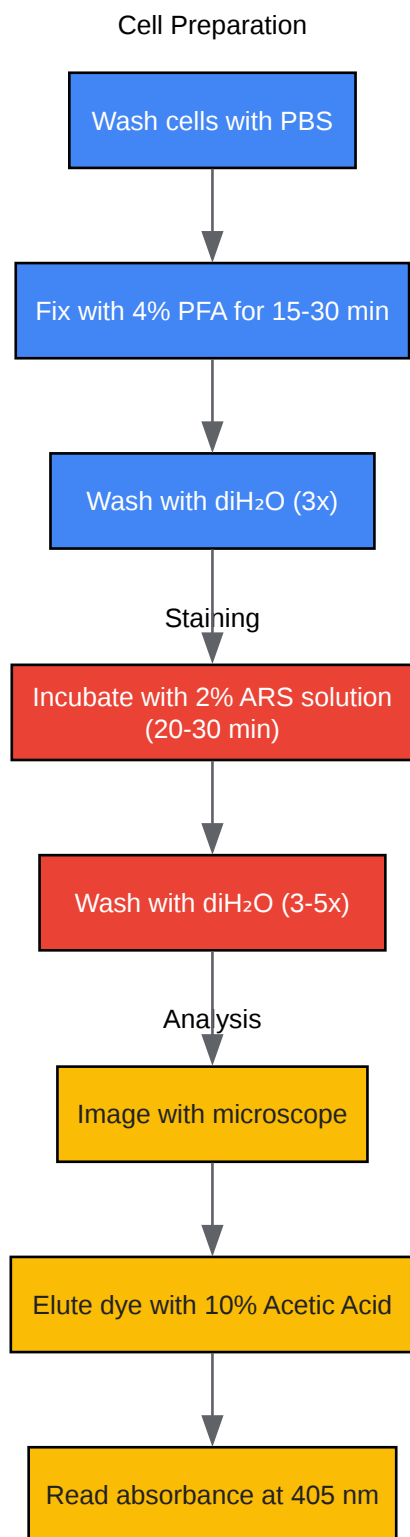 Cell Preparation
Wash cells with PBS
Fix with 4% PFA for 15-30 min
Wash with diH₂O (3x)
Staining
Incubate with 2% ARS solution
(20-30 min)
Wash with diH₂O (3-5x)
Analysis
Image with microscope
Elute dye with 10% Acetic Acid
Read absorbance at 405 nm